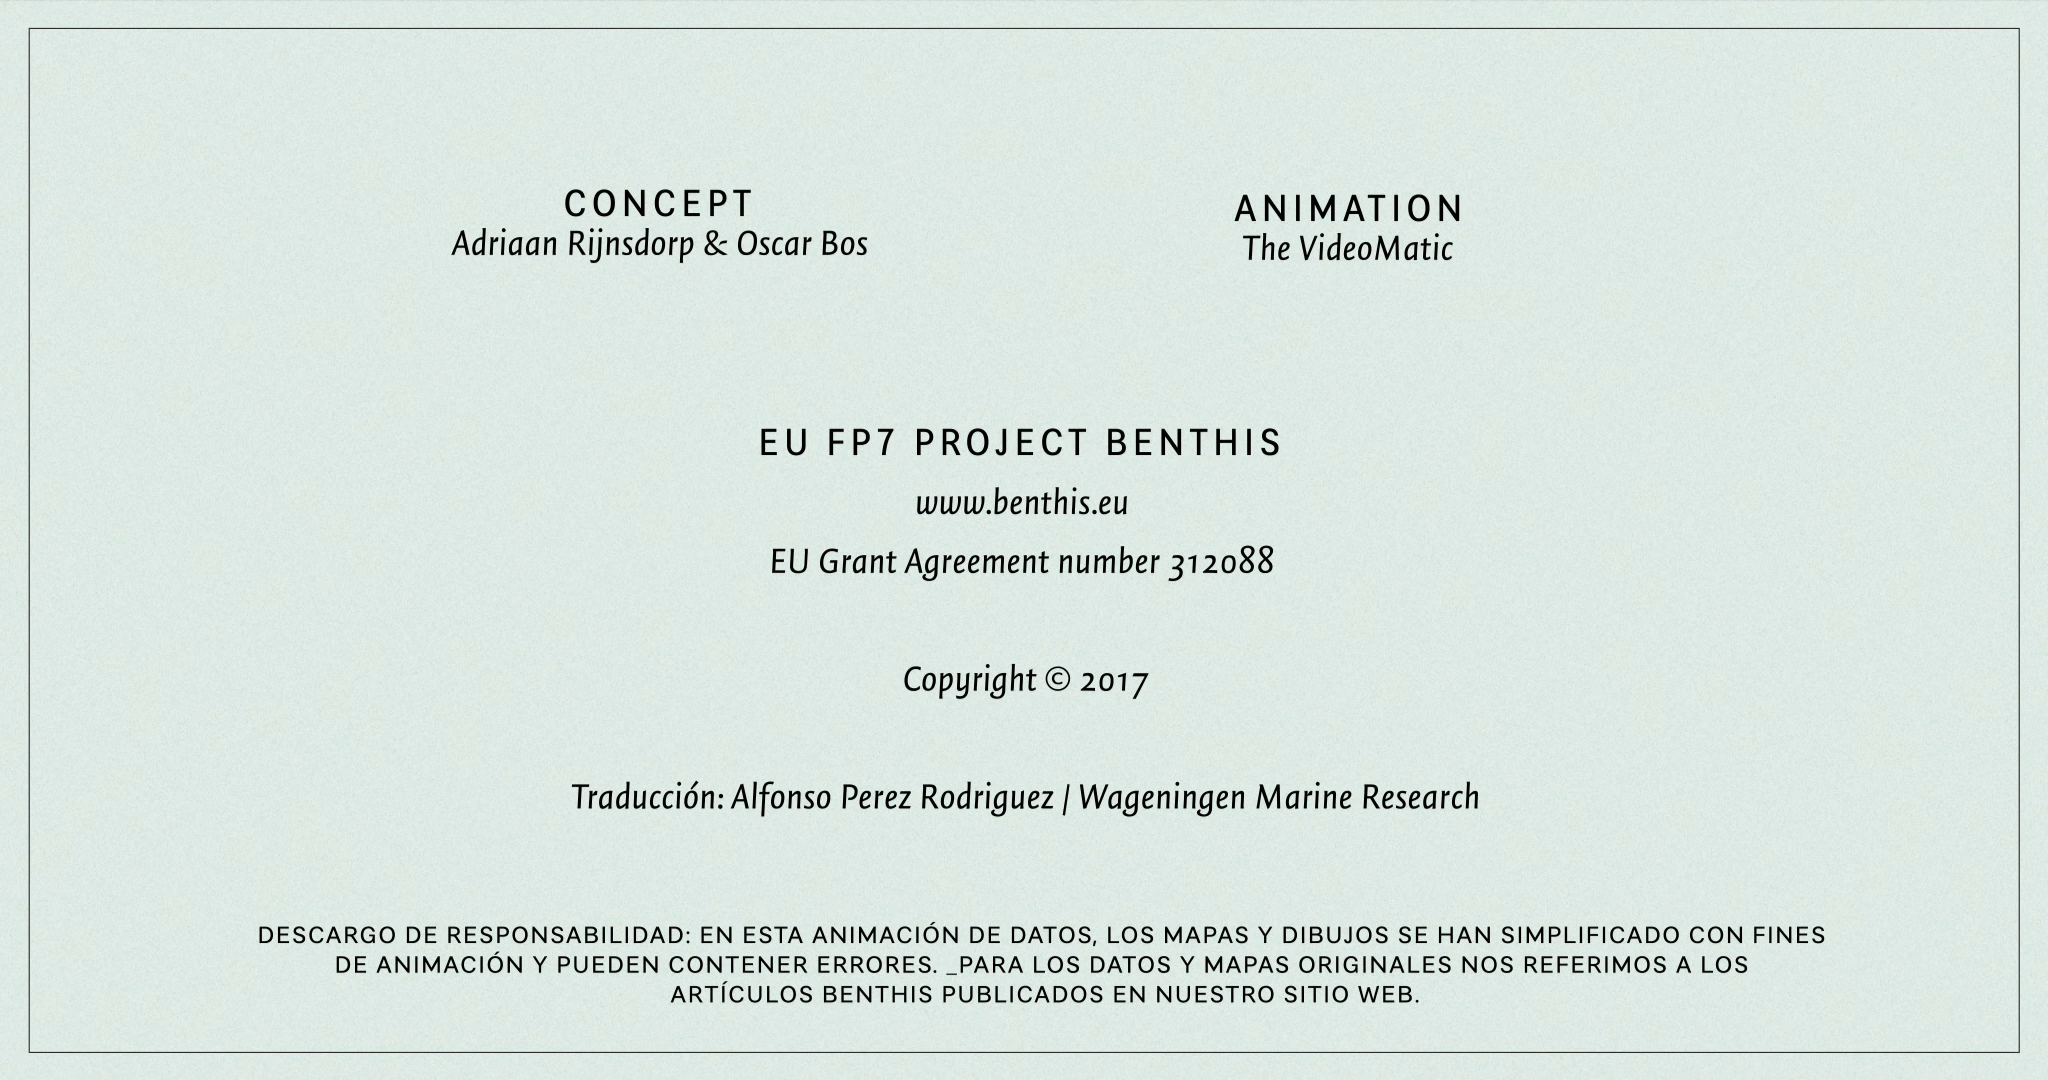 CONCEPT
Adriaan Rijnsdorp & Oscar Bos
ANIMATION
The VideoMatic
EU FP7 PROJECT BENTHIS
www.benthis.eu
EU Grant Agreement number 312088
Copyright © 2017
Traducción: Alfonso Perez Rodriguez | Wageningen Marine Research
DESCARGO DE RESPONSABILIDAD: EN ESTA ANIMACIÓN DE DATOS, LOS MAPAS Y DIBUJOS SE HAN SIMPLIFICADO CON FINES
DE ANIMACIÓN Y PUEDEN CONTENER ERRORES. _PARA LOS DATOS Y MAPAS ORIGINALES NOS REFERIMOS A LOS
ARTÍCULOS BENTHIS PUBLICADOS EN NUESTRO SITIO WEB.